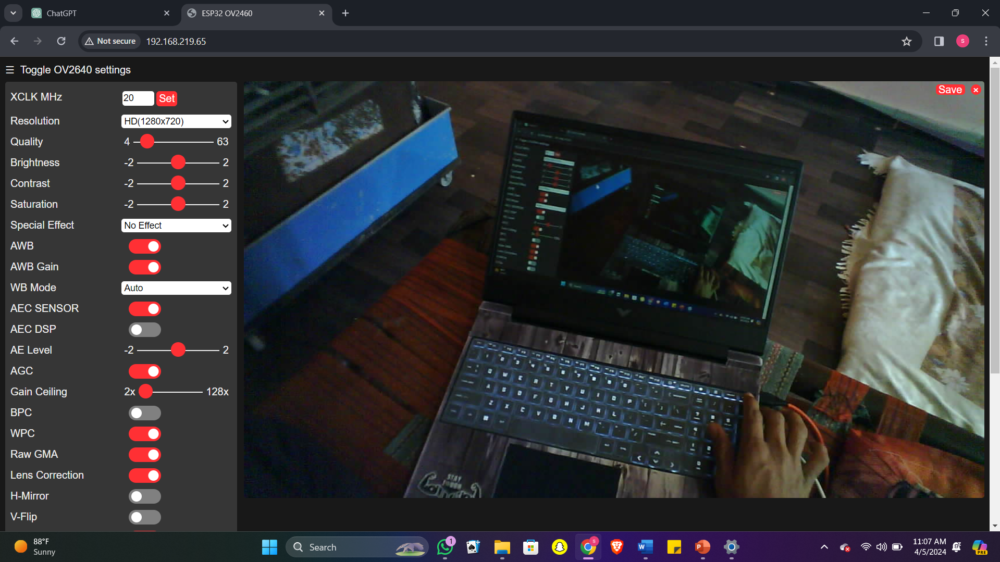 ChatGPT
ESP32 OV2460
Not secure
192.168.219.65
S
☰ Toggle OV2640 settings
XCLK MHz 20 Set
Resolution HD(1280x720)
Quality 4 63
Brightness -2 2
Contrast -2 2
Saturation -2 2
Special Effect No Effect
AWB
AWB Gain
WB Mode Auto
AEC SENSOR
AEC DSP
AE Level -2 2
AGC
Gain Ceiling 2x 128x
BPC
WPC
Raw GMA
Lens Correction
H-Mirror
V-Flip
Save ×
STAY
88°F
Sunny
Search
1
S
W
P
11:07 AM
4/5/2024
PRE